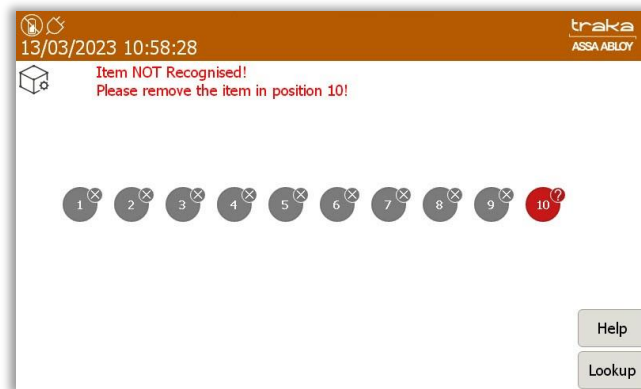 traka
13/03/2023 10:58:28
ASSA ABLOY
Item NOT Recognised!
Please remove the item in position 10!
1 2 3 4 5 6 7 8 9 10 ?
Help
Lookup